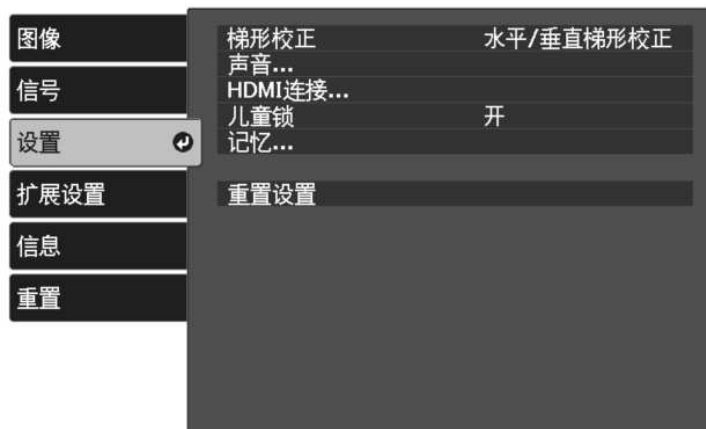 图像
信号
设置
扩展设置
信息
重置
梯形校正 水平/垂直梯形校正
声音...
HDMI连接...
儿童锁 开
记忆...
重置设置